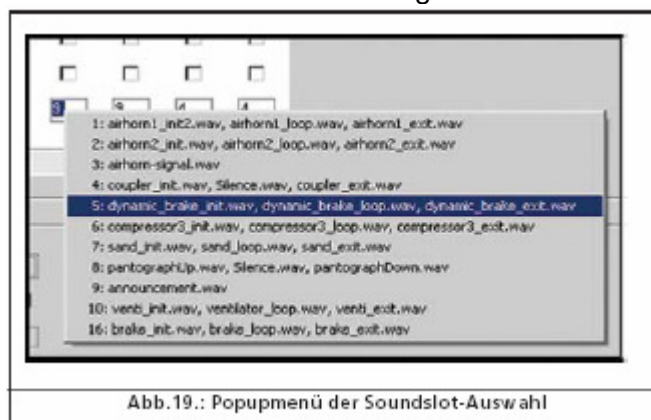 9 9 4 4
1: airhorn1_init2.wav, airhorn1_loop.wav, airhorn1_exit.wav
2: airhorn2_init.wav, airhorn2_loop.wav, airhorn2_exit.wav
3: airhorn-signal.wav
4: coupler_init.wav, Silence.wav, coupler_exit.wav
5: dynamic_brake_init.wav, dynamic_brake_loop.wav, dynamic_brake_exit.wav
6: compressor3_init.wav, compressor3_loop.wav, compressor3_exit.wav
7: sand_init.wav, sand_loop.wav, sand_exit.wav
8: pantographUp.wav, Silence.wav, pantographDown.wav
9: announcement.wav
10: venti_init.wav, ventilator_loop.wav, venti_exit.wav
16: brake_init.wav, brake_loop.wav, brake_exit.wav
Abb.19.: Popupmenü der Soundslot-Auswahl